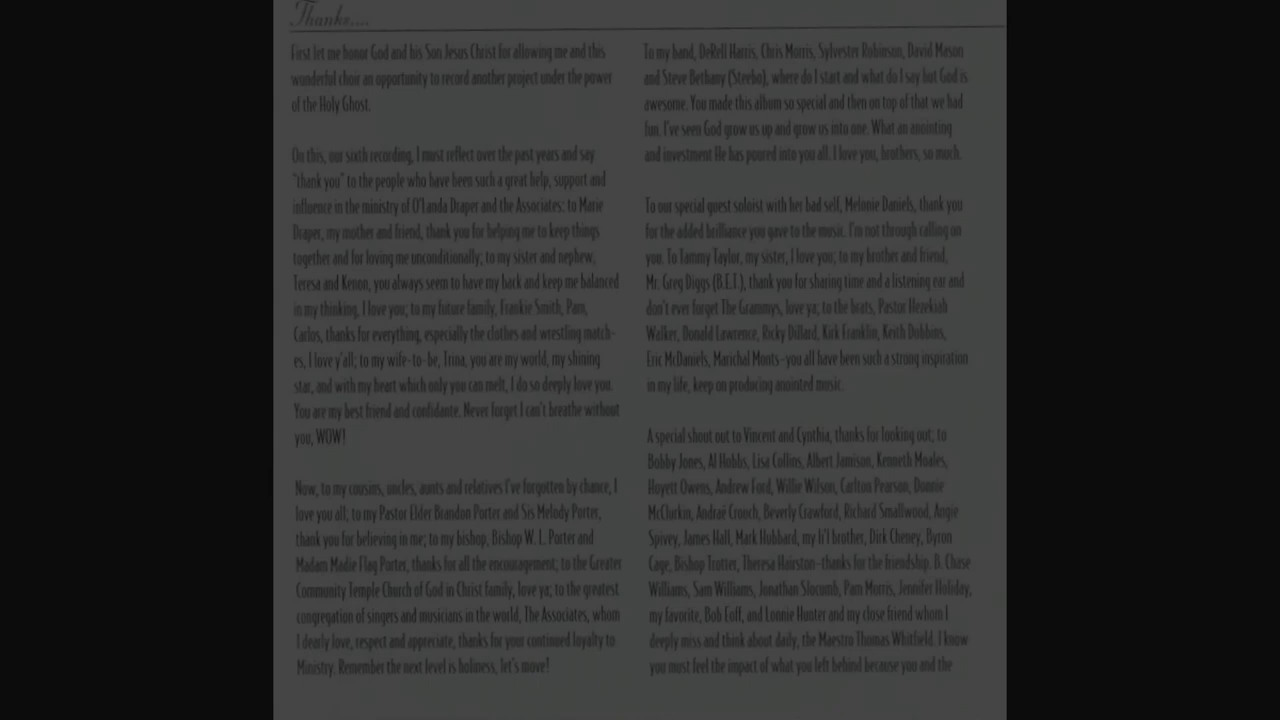 Thanks....
First let me honor God and his Son Jesus Christ for allowing me and this
wonderful choir an opportunity to record another project under the power
of the Holy Ghost.
On this, our sixth recording, I must reflect over the past years and say
"thank you" to the people who have been such a great help, support and
influence in the ministry of O'Landa Draper and the Associates: to Marie
Draper, my mother and friend, thank you for helping me to keep things
together and for loving me unconditionally; to my sister and nephew,
Teresa and Kenon, you always seem to have my back and keep me balanced
in my thinking, I love you; to my future family, Frankie Smith, Pam,
Carlos, thanks for everything, especially the clothes and wrestling match-
es, I love y'all; to my wife-to-be, Trina, you are my world, my shining
star, and with my heart which only you can melt, I do so deeply love you.
You are my best friend and confidante. Never forget I can't breathe without
you, WOW!
Now, to my cousins, uncles, aunts and relatives I've forgotten by chance, I
love you all; to my Pastor Elder Brandon Porter and Sis Melody Porter,
thank you for believing in me; to my bishop, Bishop W. L. Porter and
Madam Madie Flag Porter, thanks for all the encouragement; to the Greater
Community Temple Church of God in Christ family, love ya; to the greatest
congregation of singers and musicians in the world, The Associates, whom
I dearly love, respect and appreciate, thanks for your continued loyalty to
Ministry. Remember the next level is holiness, let's move!
To my band, DeRell Harris, Chris Morris, Sylvester Robinson, David Mason
and Steve Bethany (Steebo), where do I start and what do I say but God is
awesome. You made this album so special and then on top of that we had
fun. I've seen God grow us up and grow us into one. What an anointing
and investment He has poured into you all. I love you, brothers, so much.
To our special guest soloist with her bad self, Melonie Daniels, thank you
for the added brilliance you gave to the music. I'm not through calling on
you. To Tammy Taylor, my sister, I love you; to my brother and friend,
Mr. Greg Diggs (B.E.T.), thank you for sharing time and a listening ear and
don't ever forget The Grammys, love ya; to the brats, Pastor Hezekiah
Walker, Donald Lawrence, Ricky Dillard, Kirk Franklin, Keith Dobbins,
Eric McDaniels, Marichal Monts-you all have been such a strong inspiration
in my life, keep on producing anointed music.
A special shout out to Vincent and Cynthia, thanks for looking out; to
Bobby Jones, Al Hobbs, Lisa Collins, Albert Jamison, Kenneth Moales,
Hoyett Owens, Andrew Ford, Willie Wilson, Carlton Pearson, Donnie
McClurkin, Andraé Crouch, Beverly Crawford, Richard Smallwood, Angie
Spivey, James Hall, Mark Hubbard, my li'l brother, Dirk Cheney, Byron
Cage, Bishop Trotter, Theresa Hairston-thanks for the friendship. B. Chase
Williams, Sam Williams, Jonathan Slocumb, Pam Morris, Jennifer Holiday,
my favorite, Bob Eoff, and Lonnie Hunter and my close friend whom I
deeply miss and think about daily, the Maestro Thomas Whitfield. I know
you must feel the impact of what you left behind because you and the